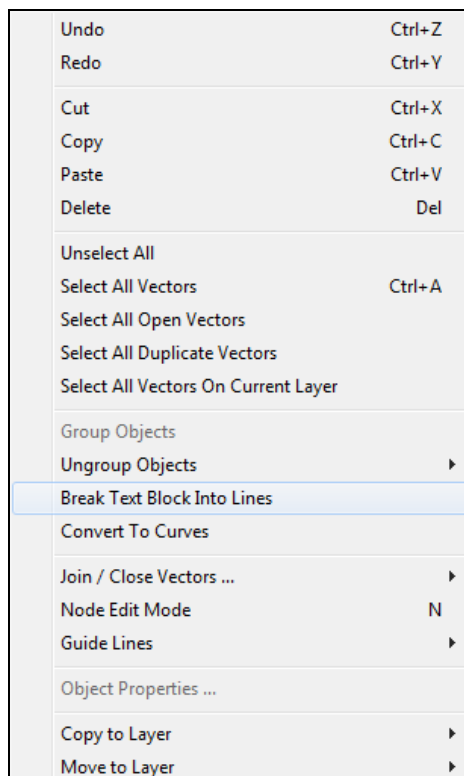 Undo Ctrl+Z
Redo Ctrl+Y
Cut Ctrl+X
Copy Ctrl+C
Paste Ctrl+V
Delete Del
Unselect All
Select All Vectors Ctrl+A
Select All Open Vectors
Select All Duplicate Vectors
Select All Vectors On Current Layer
Group Objects
Ungroup Objects
Break Text Block Into Lines
Convert To Curves
Join / Close Vectors ...
Node Edit Mode N
Guide Lines
Object Properties ...
Copy to Layer
Move to Layer